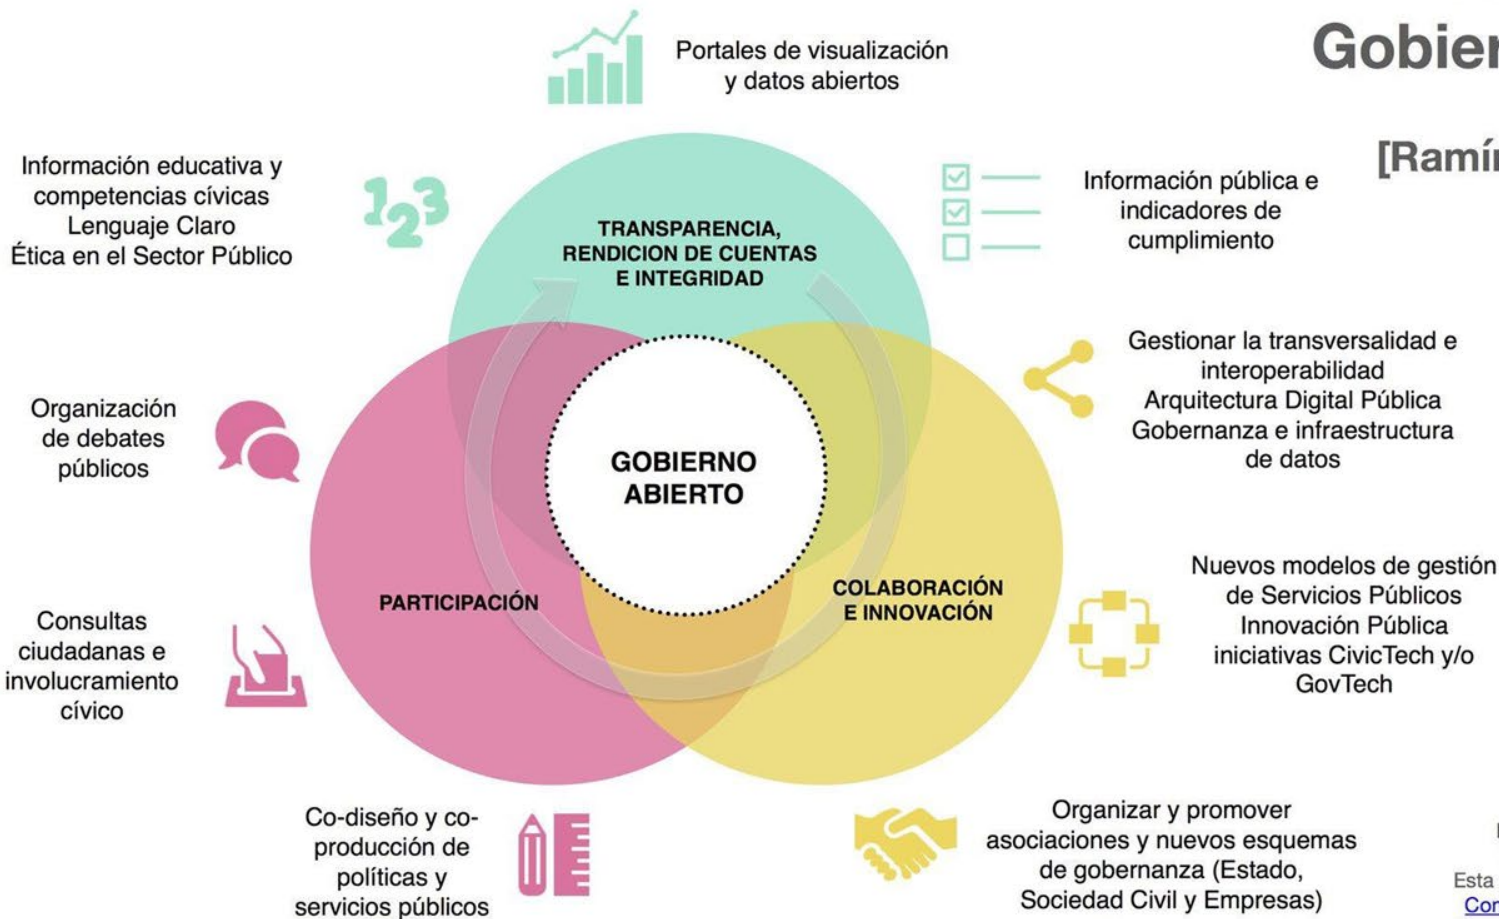 Portales de visualización
y datos abiertos
Información educativa y
competencias cívicas
Lenguaje Claro
Ética en el Sector Público
123
TRANSPARENCIA,
RENDICION DE CUENTAS
E INTEGRIDAD
Información pública e
indicadores de
cumplimiento
Gestionar la transversalidad e
interoperabilidad
Arquitectura Digital Pública
Gobernanza e infraestructura
de datos
Organización
de debates
públicos
GOBIERNO
ABIERTO
PARTICIPACIÓN
COLABORACIÓN
E INNOVACIÓN
Nuevos modelos de gestión
de Servicios Públicos
Innovación Pública
iniciativas CivicTech y/o
GovTech
Consultas
ciudadanas e
involucramiento
cívico
Co-diseño y co-
producción de
políticas y
servicios públicos
Organizar y promover
asociaciones y nuevos esquemas
de gobernanza (Estado,
Sociedad Civil y Empresas)
Esta